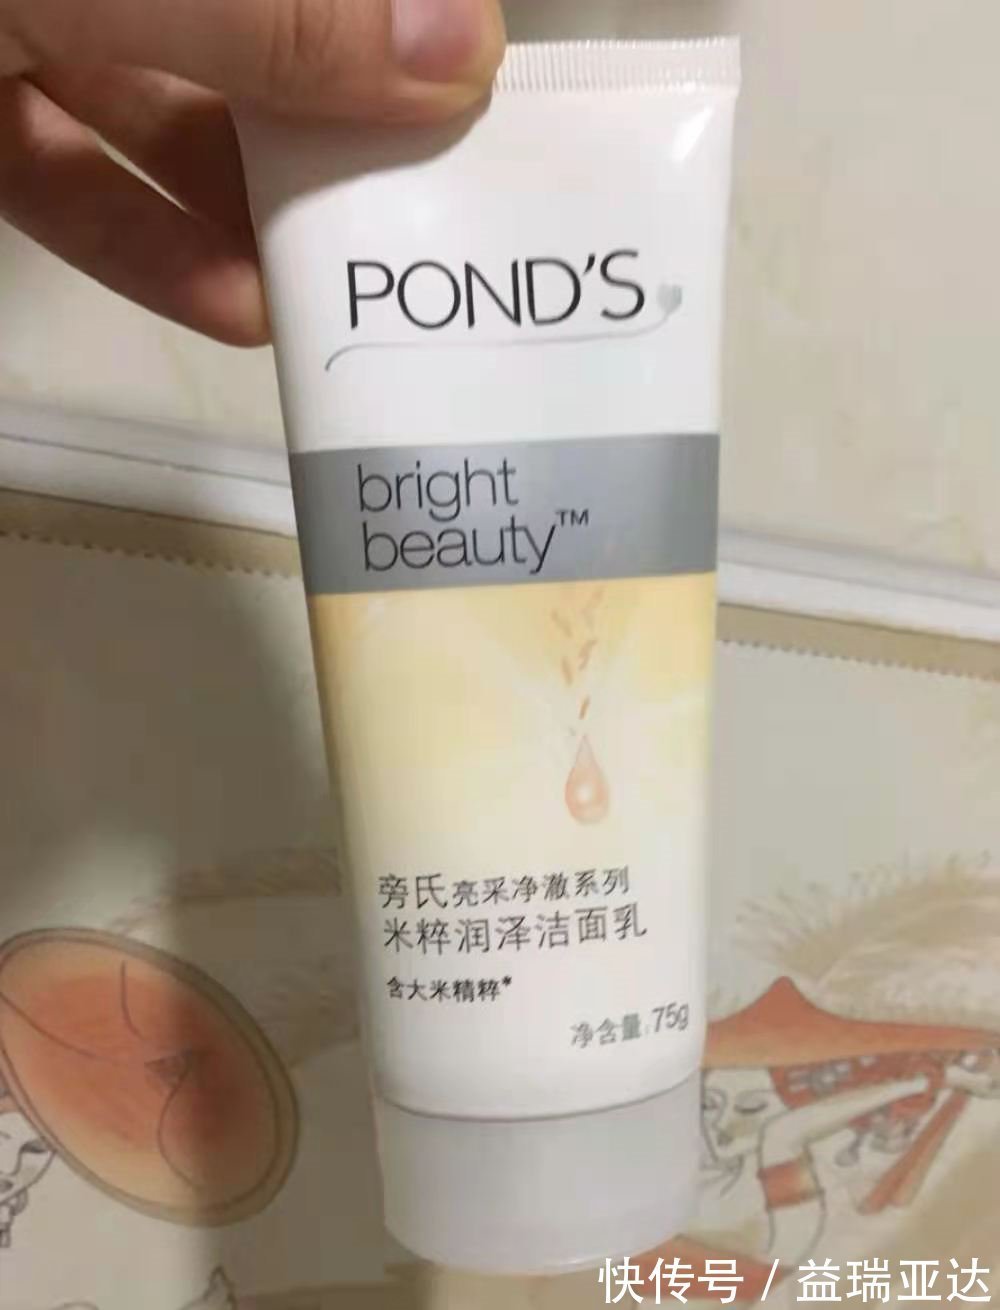 POND'S
bright
beauty™
旁氏亮采净澈系列
米粹润泽洁面乳
含大米精粹*
净含量:75g
快传号 / 益瑞亚达